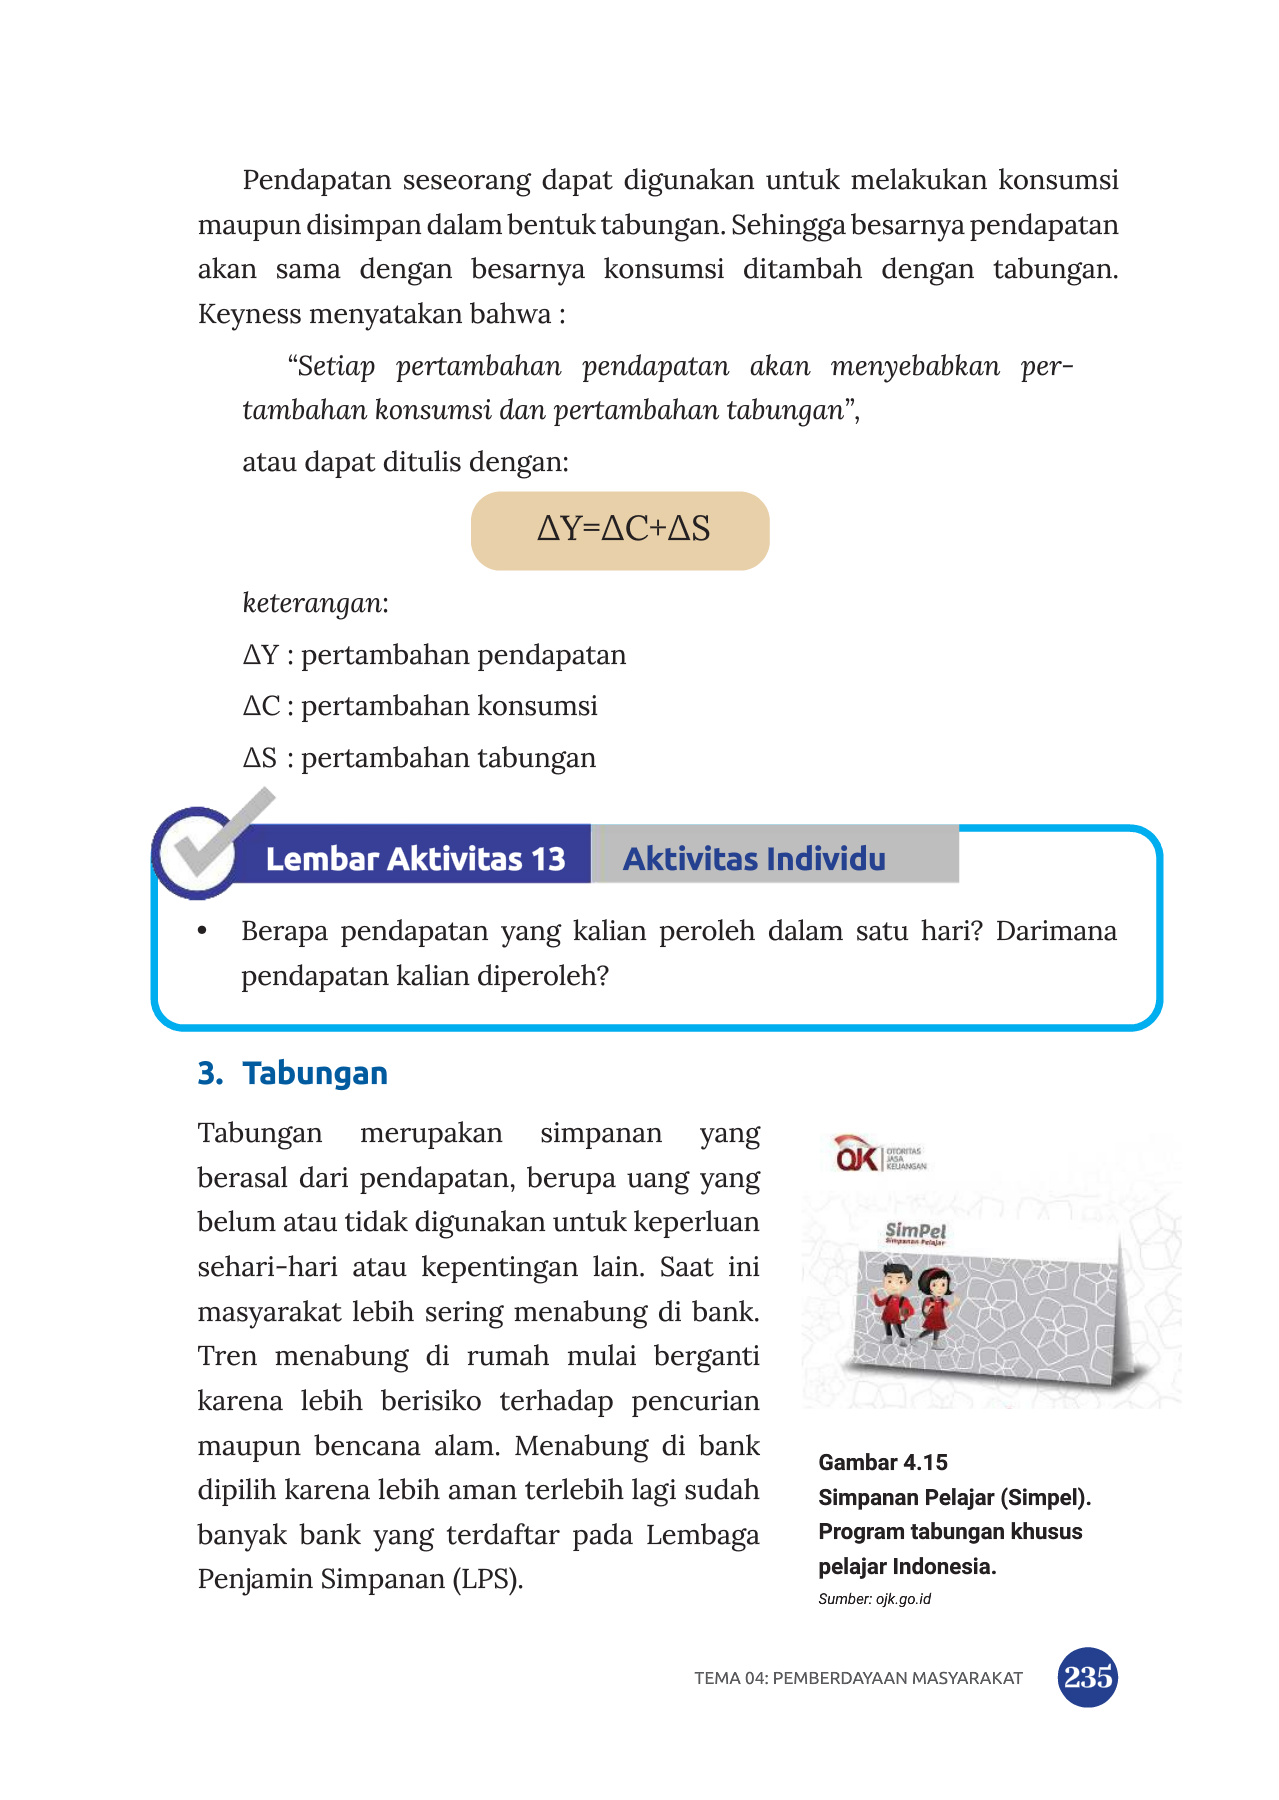 Pendapatan seseorang dapat digunakan untuk melakukan konsumsi
maupun disimpan dalam bentuk tabungan. Sehingga besarnya pendapatan
akan sama dengan besarnya konsumsi ditambah dengan tabungan.
Keyness menyatakan bahwa :
“Setiap pertambahan pendapatan akan menyebabkan per-
tambahan konsumsi dan pertambahan tabungan”,
atau dapat ditulis dengan:
ΔY=ΔC+ΔS
keterangan:
ΔY : pertambahan pendapatan
ΔC : pertambahan konsumsi
ΔS : pertambahan tabungan
Lembar Aktivitas 13 Aktivitas Individu
• Berapa pendapatan yang kalian peroleh dalam satu hari? Darimana
pendapatan kalian diperoleh?
3. Tabungan
Tabungan merupakan simpanan yang
berasal dari pendapatan, berupa uang yang
belum atau tidak digunakan untuk keperluan
sehari-hari atau kepentingan lain. Saat ini
masyarakat lebih sering menabung di bank.
Tren menabung di rumah mulai berganti
karena lebih berisiko terhadap pencurian
maupun bencana alam. Menabung di bank
dipilih karena lebih aman terlebih lagi sudah
banyak bank yang terdaftar pada Lembaga
Penjamin Simpanan (LPS).
OJK OTORITAS
JASA
KEUANGAN
SimPel
Simpanan Pelajar
Gambar 4.15
Simpanan Pelajar (Simpel).
Program tabungan khusus
pelajar Indonesia.
Sumber: ojk.go.id
TEMA 04: PEMBERDAYAAN MASYARAKAT 235